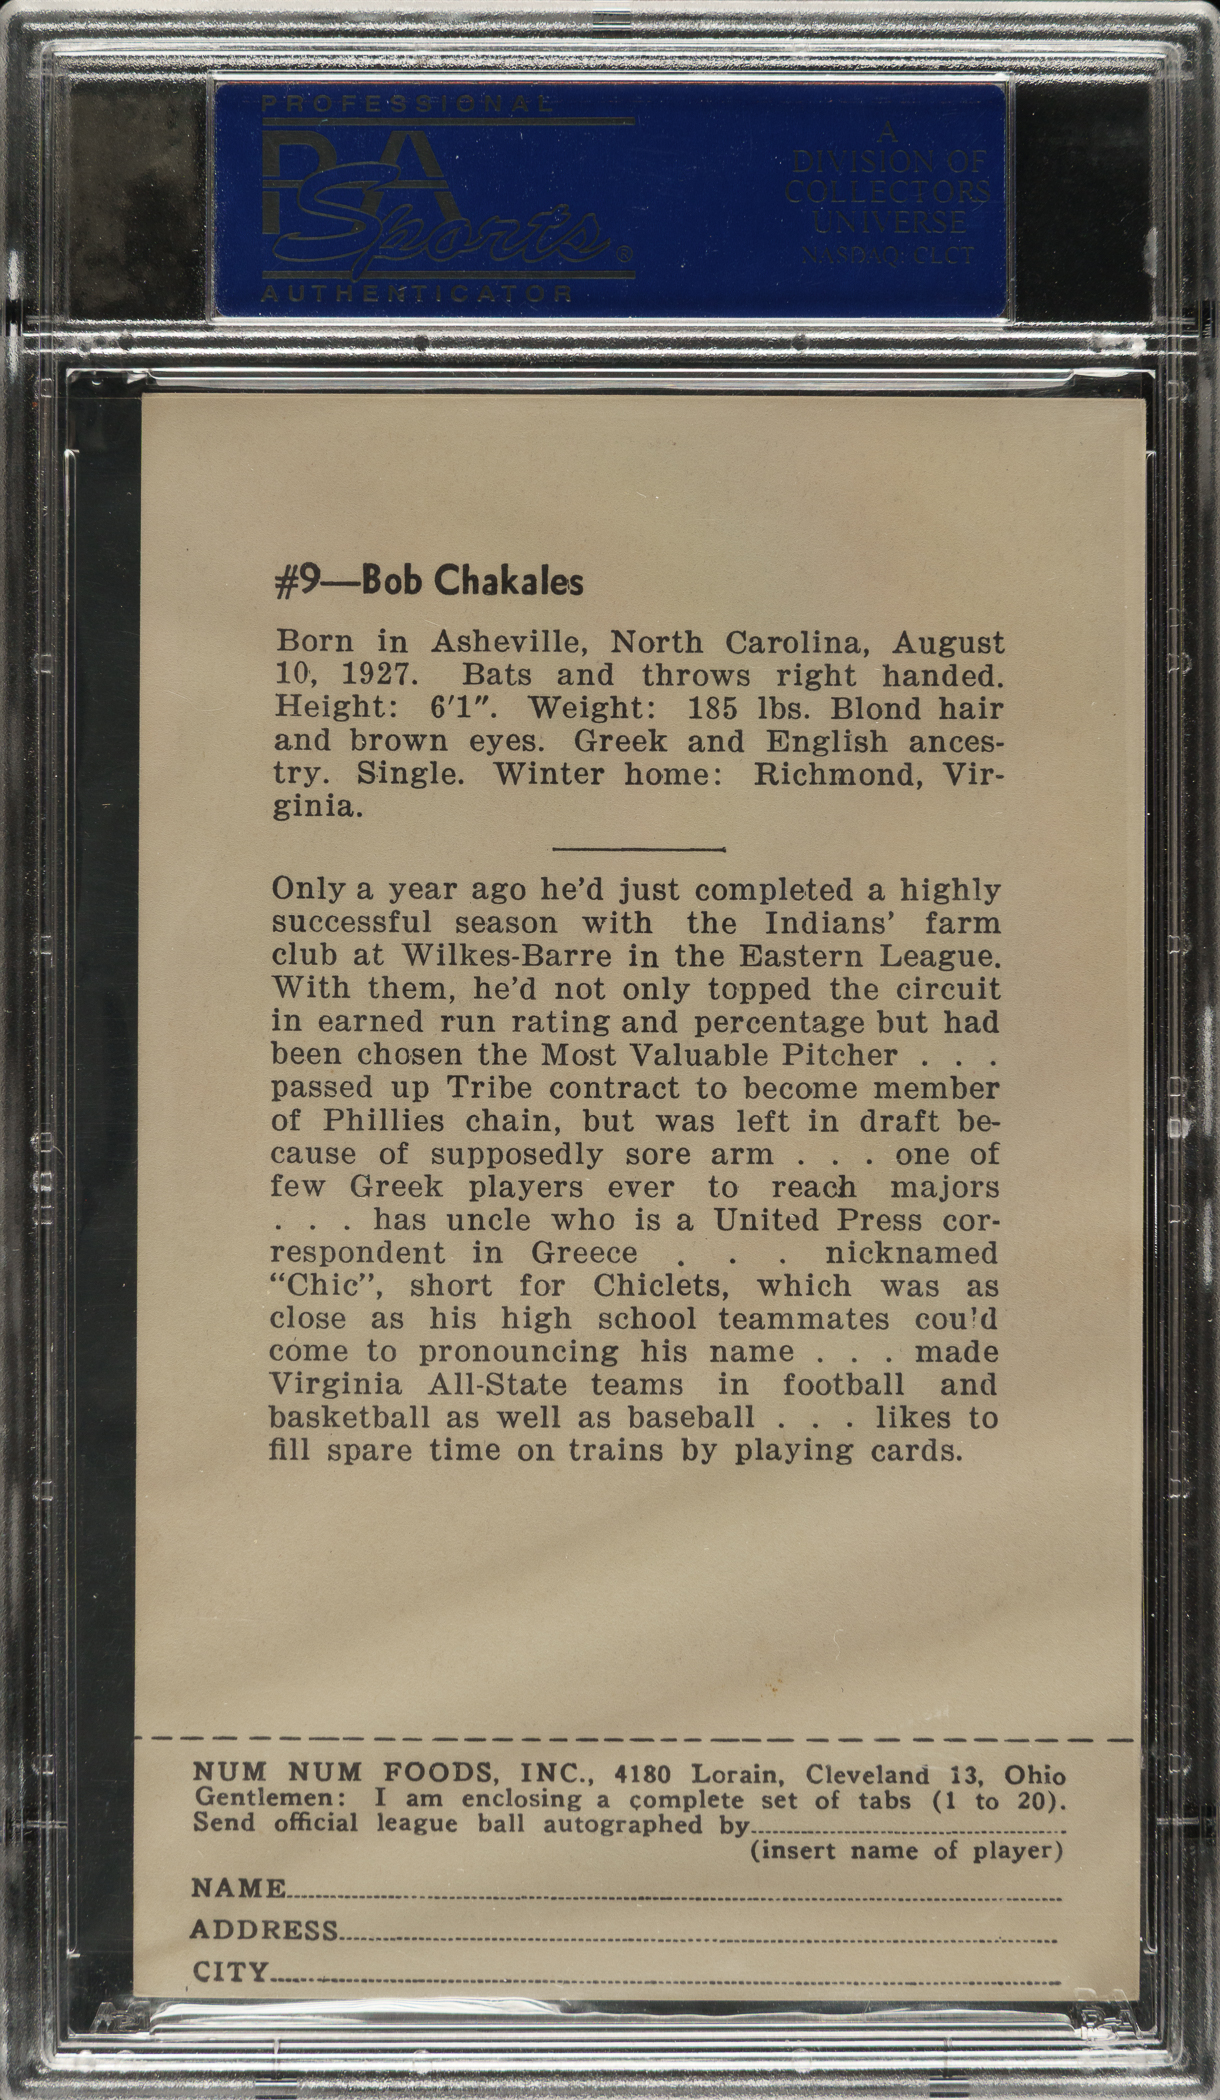 PROFESSIONAL
PSA
Sports®
AUTHENTICATOR
A
DIVISION OF
COLLECTORS
UNIVERSE
NASDAQ: CLCT
#9—Bob Chakales
Born in Asheville, North Carolina, August
10, 1927. Bats and throws right handed.
Height: 6'1". Weight: 185 lbs. Blond hair
and brown eyes. Greek and English ances-
try. Single. Winter home: Richmond, Vir-
ginia.
Only a year ago he'd just completed a highly
successful season with the Indians' farm
club at Wilkes-Barre in the Eastern League.
With them, he'd not only topped the circuit
in earned run rating and percentage but had
been chosen the Most Valuable Pitcher . . .
passed up Tribe contract to become member
of Phillies chain, but was left in draft be-
cause of supposedly sore arm . . . one of
few Greek players ever to reach majors
. . . has uncle who is a United Press cor-
respondent in Greece . . . nicknamed
“Chic”, short for Chiclets, which was as
close as his high school teammates could
come to pronouncing his name . . . made
Virginia All-State teams in football and
basketball as well as baseball . . . likes to
fill spare time on trains by playing cards.
NUM NUM FOODS, INC., 4180 Lorain, Cleveland 13, Ohio
Gentlemen: I am enclosing a complete set of tabs (1 to 20).
Send official league ball autographed by
(insert name of player)
NAME
ADDRESS
CITY